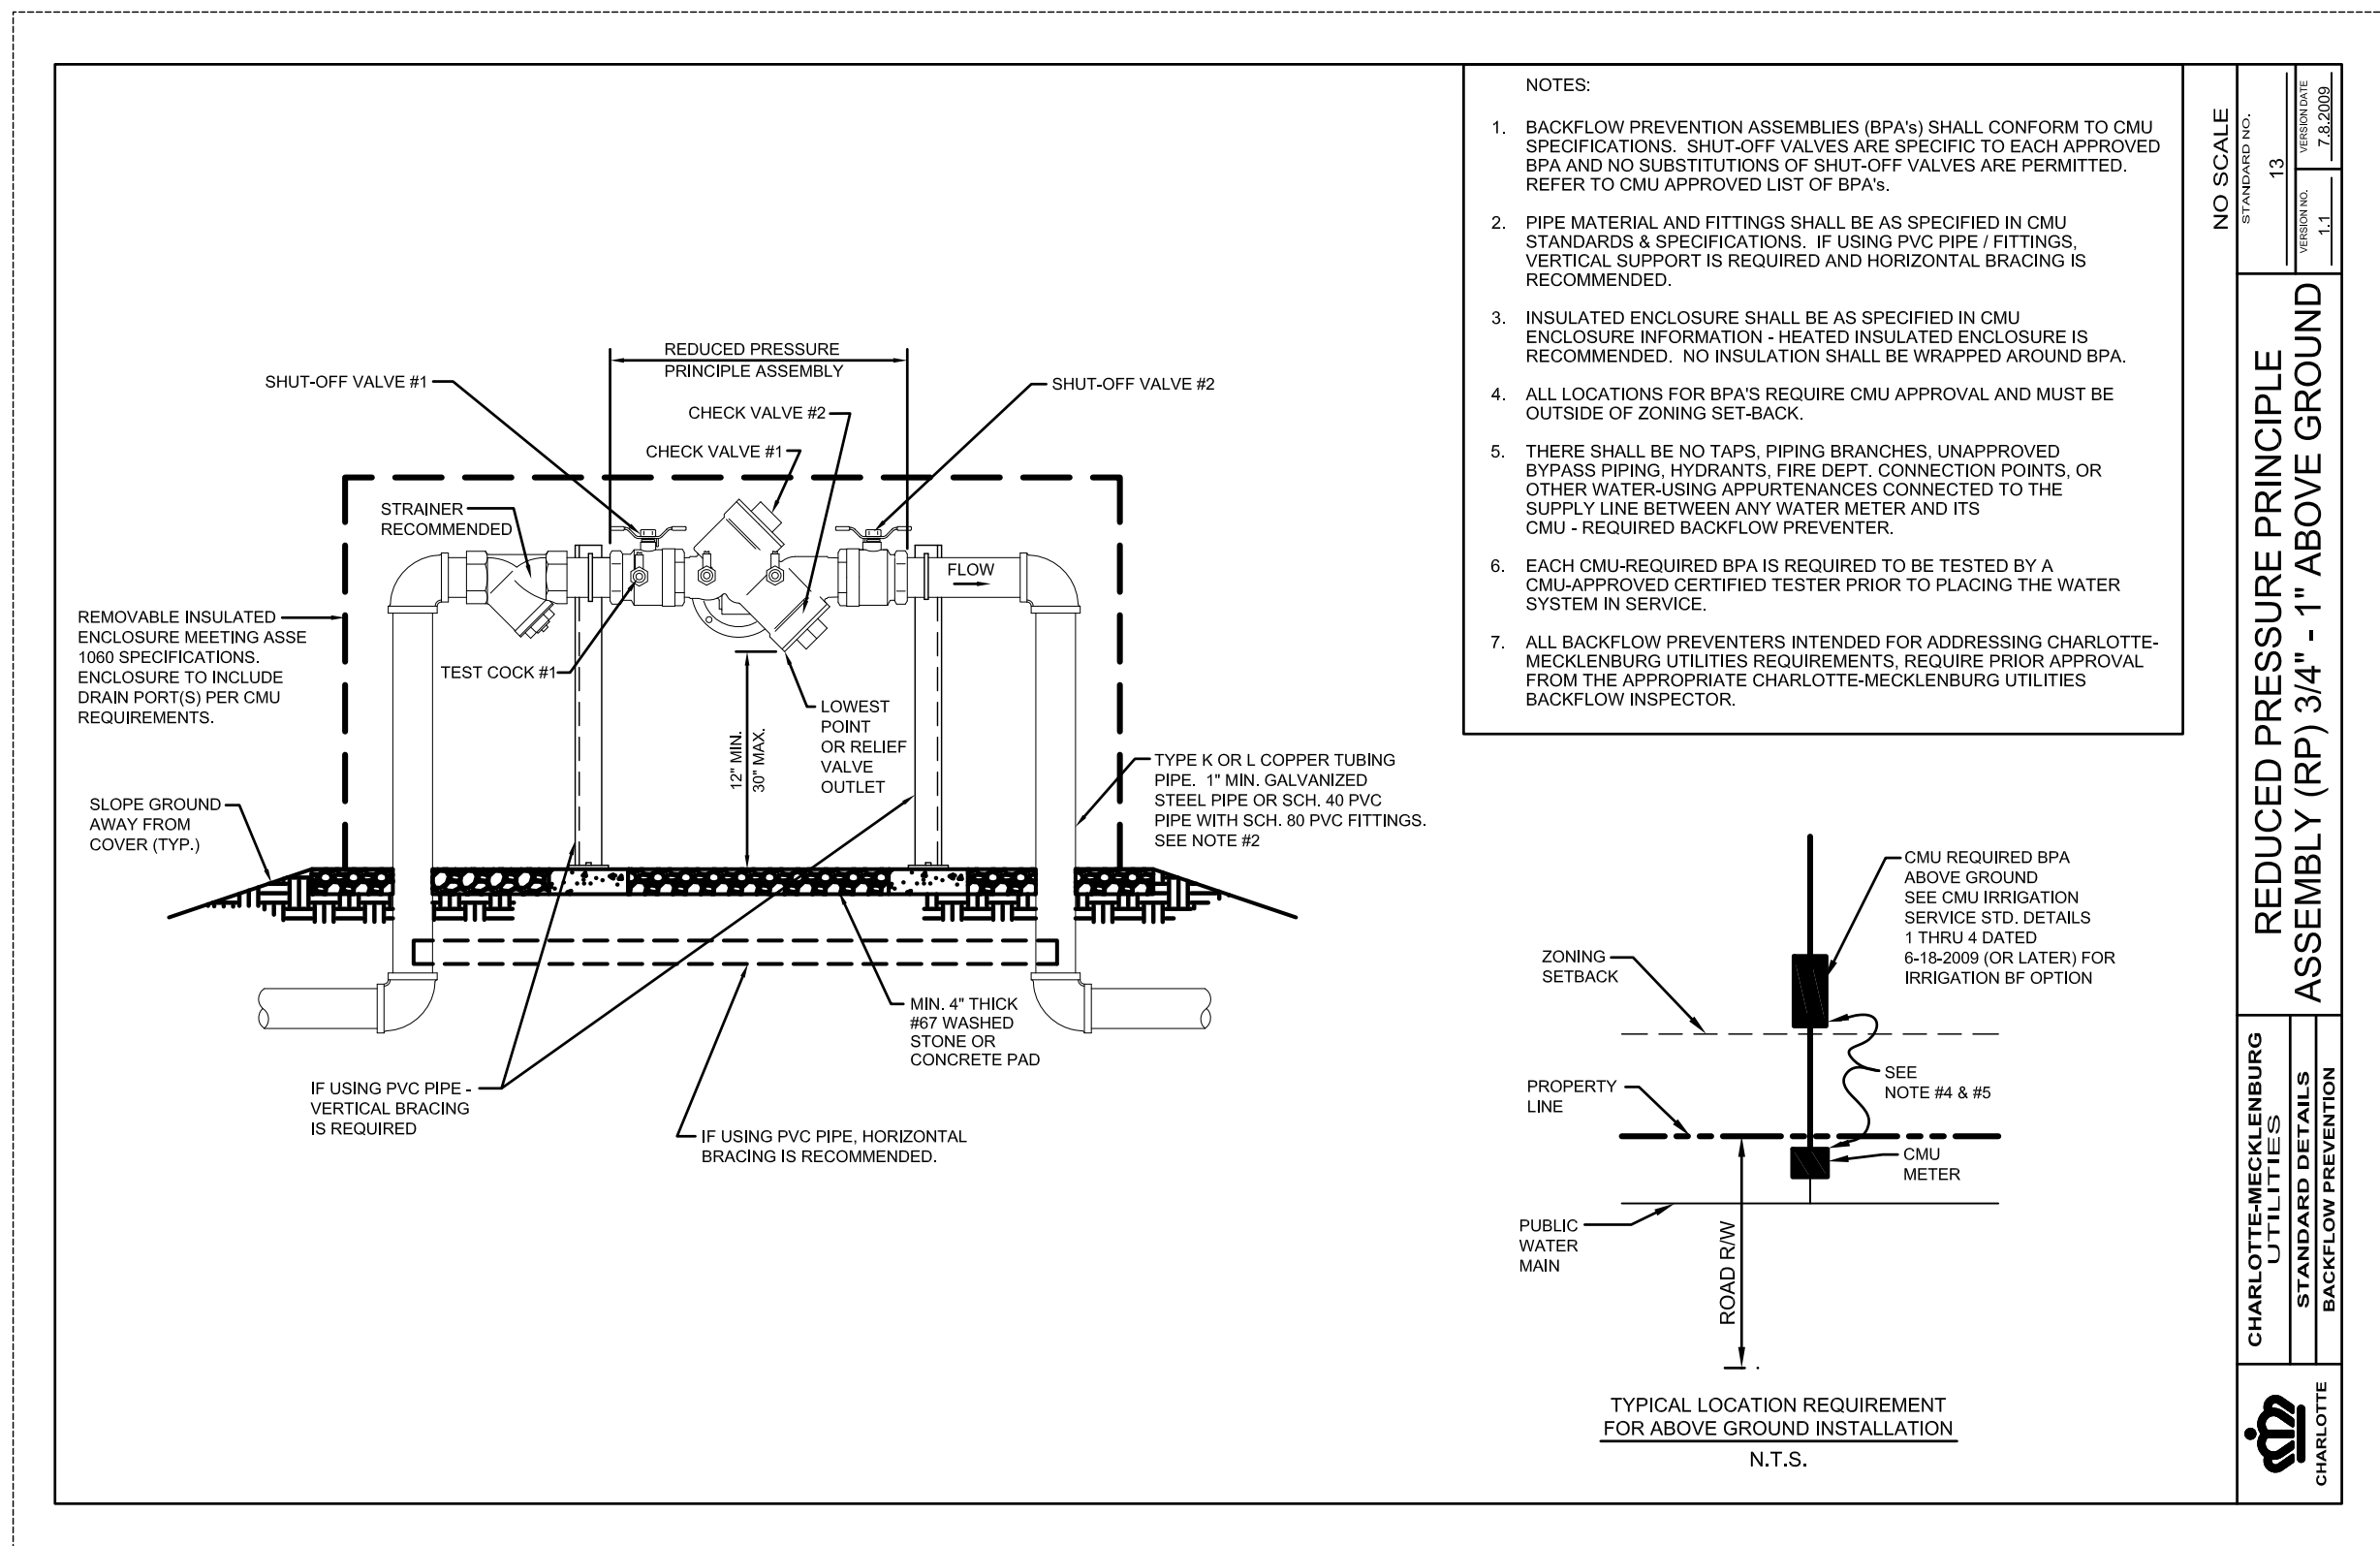 REDUCED PRESSURE
PRINCIPLE ASSEMBLY
SHUT-OFF VALVE #1
SHUT-OFF VALVE #2
CHECK VALVE #2
CHECK VALVE #1
STRAINER
RECOMMENDED
FLOW
REMOVABLE INSULATED
ENCLOSURE MEETING ASSE
1060 SPECIFICATIONS.
ENCLOSURE TO INCLUDE
DRAIN PORT(S) PER CMU
REQUIREMENTS.
TEST COCK #1
LOWEST
POINT
OR RELIEF
VALVE
OUTLET
12" MIN.
30" MAX.
TYPE K OR L COPPER TUBING
PIPE. 1" MIN. GALVANIZED
STEEL PIPE OR SCH. 40 PVC
PIPE WITH SCH. 80 PVC FITTINGS.
SEE NOTE #2
SLOPE GROUND
AWAY FROM
COVER (TYP.)
MIN. 4" THICK
#67 WASHED
STONE OR
CONCRETE PAD
IF USING PVC PIPE -
VERTICAL BRACING
IS REQUIRED
IF USING PVC PIPE, HORIZONTAL
BRACING IS RECOMMENDED.
NOTES:
1. BACKFLOW PREVENTION ASSEMBLIES (BPA's) SHALL CONFORM TO CMU
SPECIFICATIONS. SHUT-OFF VALVES ARE SPECIFIC TO EACH APPROVED
BPA AND NO SUBSTITUTIONS OF SHUT-OFF VALVES ARE PERMITTED.
REFER TO CMU APPROVED LIST OF BPA's.
2. PIPE MATERIAL AND FITTINGS SHALL BE AS SPECIFIED IN CMU
STANDARDS & SPECIFICATIONS. IF USING PVC PIPE / FITTINGS,
VERTICAL SUPPORT IS REQUIRED AND HORIZONTAL BRACING IS
RECOMMENDED.
3. INSULATED ENCLOSURE SHALL BE AS SPECIFIED IN CMU
ENCLOSURE INFORMATION - HEATED INSULATED ENCLOSURE IS
RECOMMENDED. NO INSULATION SHALL BE WRAPPED AROUND BPA.
4. ALL LOCATIONS FOR BPA'S REQUIRE CMU APPROVAL AND MUST BE
OUTSIDE OF ZONING SET-BACK.
5. THERE SHALL BE NO TAPS, PIPING BRANCHES, UNAPPROVED
BYPASS PIPING, HYDRANTS, FIRE DEPT. CONNECTION POINTS, OR
OTHER WATER-USING APPURTENANCES CONNECTED TO THE
SUPPLY LINE BETWEEN ANY WATER METER AND ITS
CMU - REQUIRED BACKFLOW PREVENTER.
6. EACH CMU-REQUIRED BPA IS REQUIRED TO BE TESTED BY A
CMU-APPROVED CERTIFIED TESTER PRIOR TO PLACING THE WATER
SYSTEM IN SERVICE.
7. ALL BACKFLOW PREVENTERS INTENDED FOR ADDRESSING CHARLOTTE-
MECKLENBURG UTILITIES REQUIREMENTS, REQUIRE PRIOR APPROVAL
FROM THE APPROPRIATE CHARLOTTE-MECKLENBURG UTILITIES
BACKFLOW INSPECTOR.
CMU REQUIRED BPA
ABOVE GROUND
SEE CMU IRRIGATION
SERVICE STD. DETAILS
1 THRU 4 DATED
6-18-2009 (OR LATER) FOR
IRRIGATION BF OPTION
ZONING
SETBACK
SEE
NOTE #4 & #5
PROPERTY
LINE
CMU
METER
PUBLIC
WATER
MAIN
ROAD R/W
TYPICAL LOCATION REQUIREMENT
FOR ABOVE GROUND INSTALLATION
N.T.S.
NO SCALE
STANDARD NO.
13
VERSION NO.
1.1
VERSION DATE
7.8.2009
REDUCED PRESSURE PRINCIPLE
ASSEMBLY (RP) 3/4" - 1" ABOVE GROUND
CHARLOTTE-MECKLENBURG
UTILITIES
STANDARD DETAILS
BACKFLOW PREVENTION
CHARLOTTE